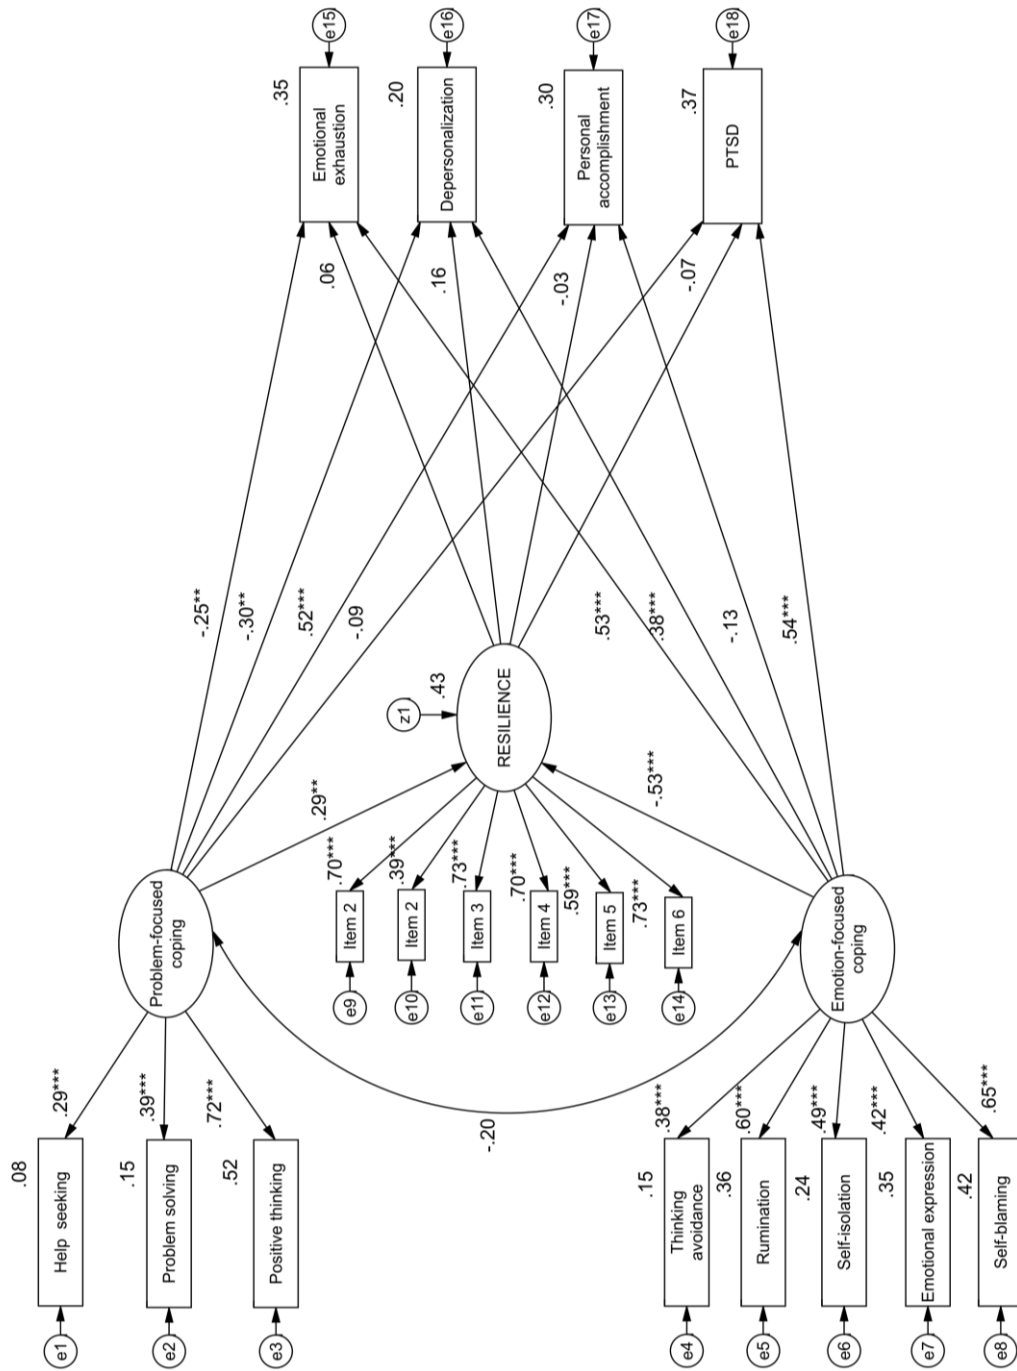 e1
Help seeking
.08
.29***
e2
Problem solving
.15
.39***
e3
Positive thinking
.52
.72***
Problem-focused
coping
-.25**
-.30**
.52***
-.09
.29**
-.20
e9
Item 2
.70***
e10
Item 2
.39***
e11
Item 3
.73***
e12
Item 4
.70***
e13
Item 5
.59***
e14
Item 6
.73***
z1
.43
RESILIENCE
-.53***
.06
.16
-.03
-.07
e4
Thinking
avoidance
.15
.38***
e5
Rumination
.36
.60***
e6
Self-isolation
.24
.49***
e7
Emotional expression
.35
.42***
e8
Self-blaming
.42
.65***
Emotion-focused
coping
.53***
.38***
-.13
.54***
Emotional
exhaustion
.35
e15
Depersonalization
.20
e16
Personal
accomplishment
.30
e17
PTSD
.37
e18